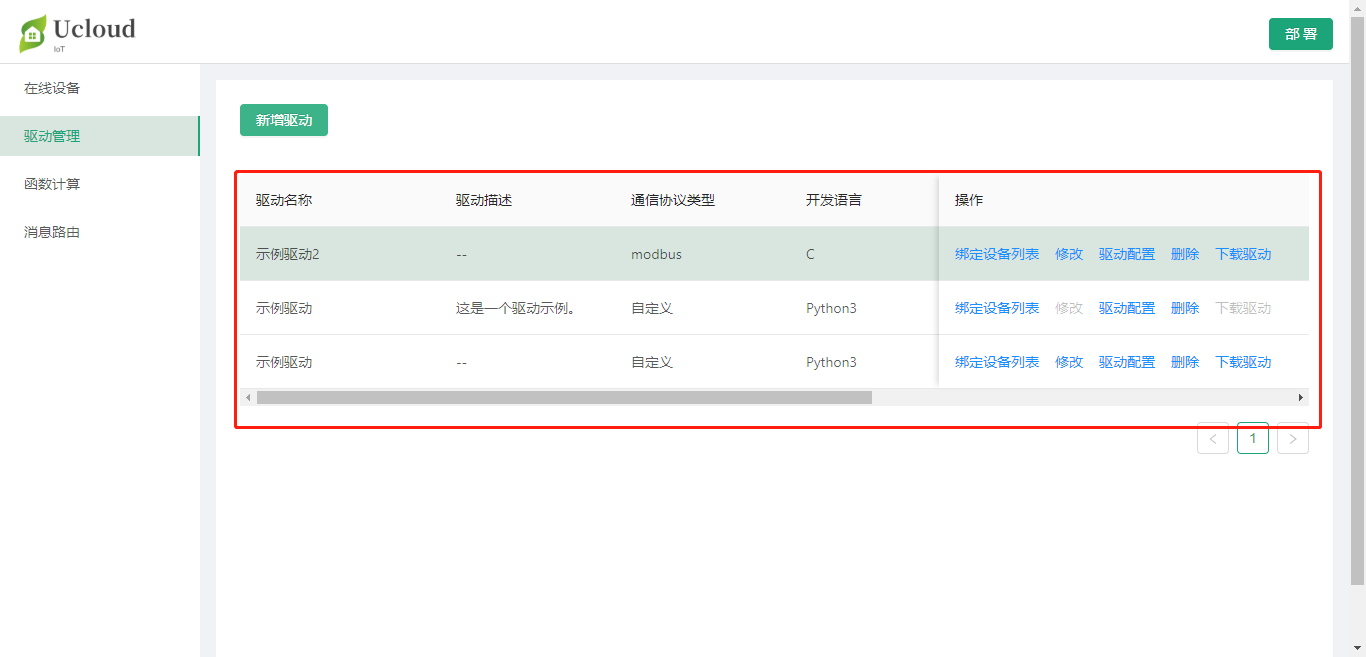 Ucloud
IoT
部 署
在线设备
驱动管理
函数计算
消息路由
新增驱动
驱动名称 驱动描述 通信协议类型 开发语言 操作
示例驱动2 -- modbus C 绑定设备列表 修改 驱动配置 删除 下载驱动
示例驱动 这是一个驱动示例。 自定义 Python3 绑定设备列表 修改 驱动配置 删除 下载驱动
示例驱动 -- 自定义 Python3 绑定设备列表 修改 驱动配置 删除 下载驱动
< 1 >